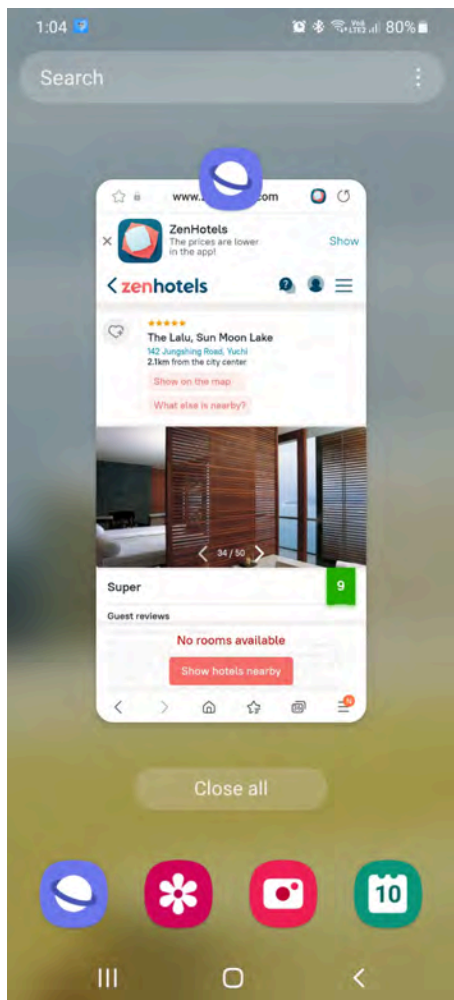 1:04
80%
Search
www.
om
ZenHotels
The prices are lower
in the app!
Show
zenhotels
The Lalu, Sun Moon Lake
142 Jungshing Road, Yuchi
2.1km from the city center
Show on the map
What else is nearby?
34 / 50
Super
9
Guest reviews
No rooms available
Show hotels nearby
Close all
10